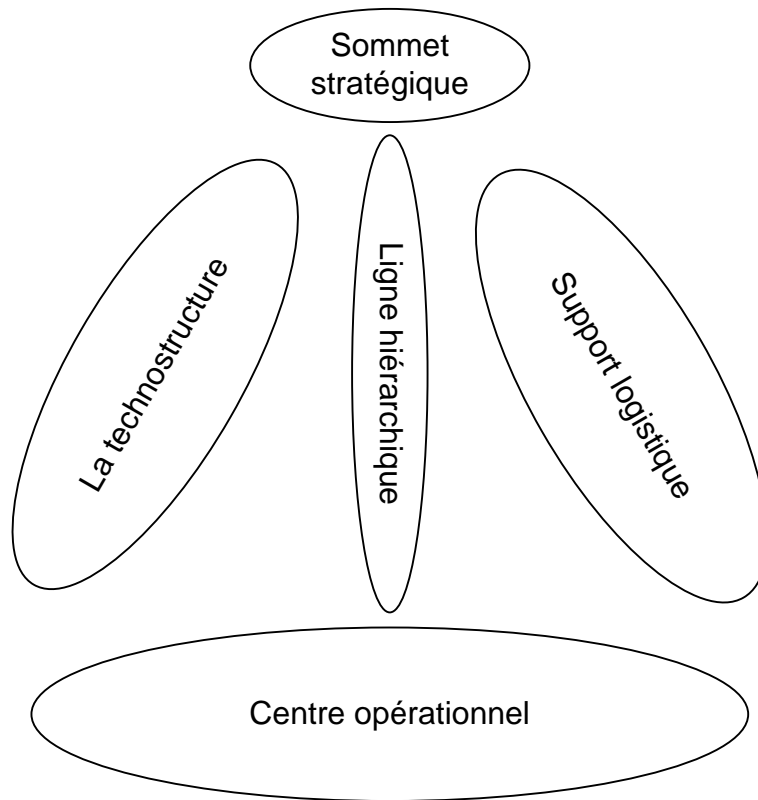 Sommet
stratégique
La technostructure
Ligne hiérarchique
Support logistique
Centre opérationnel